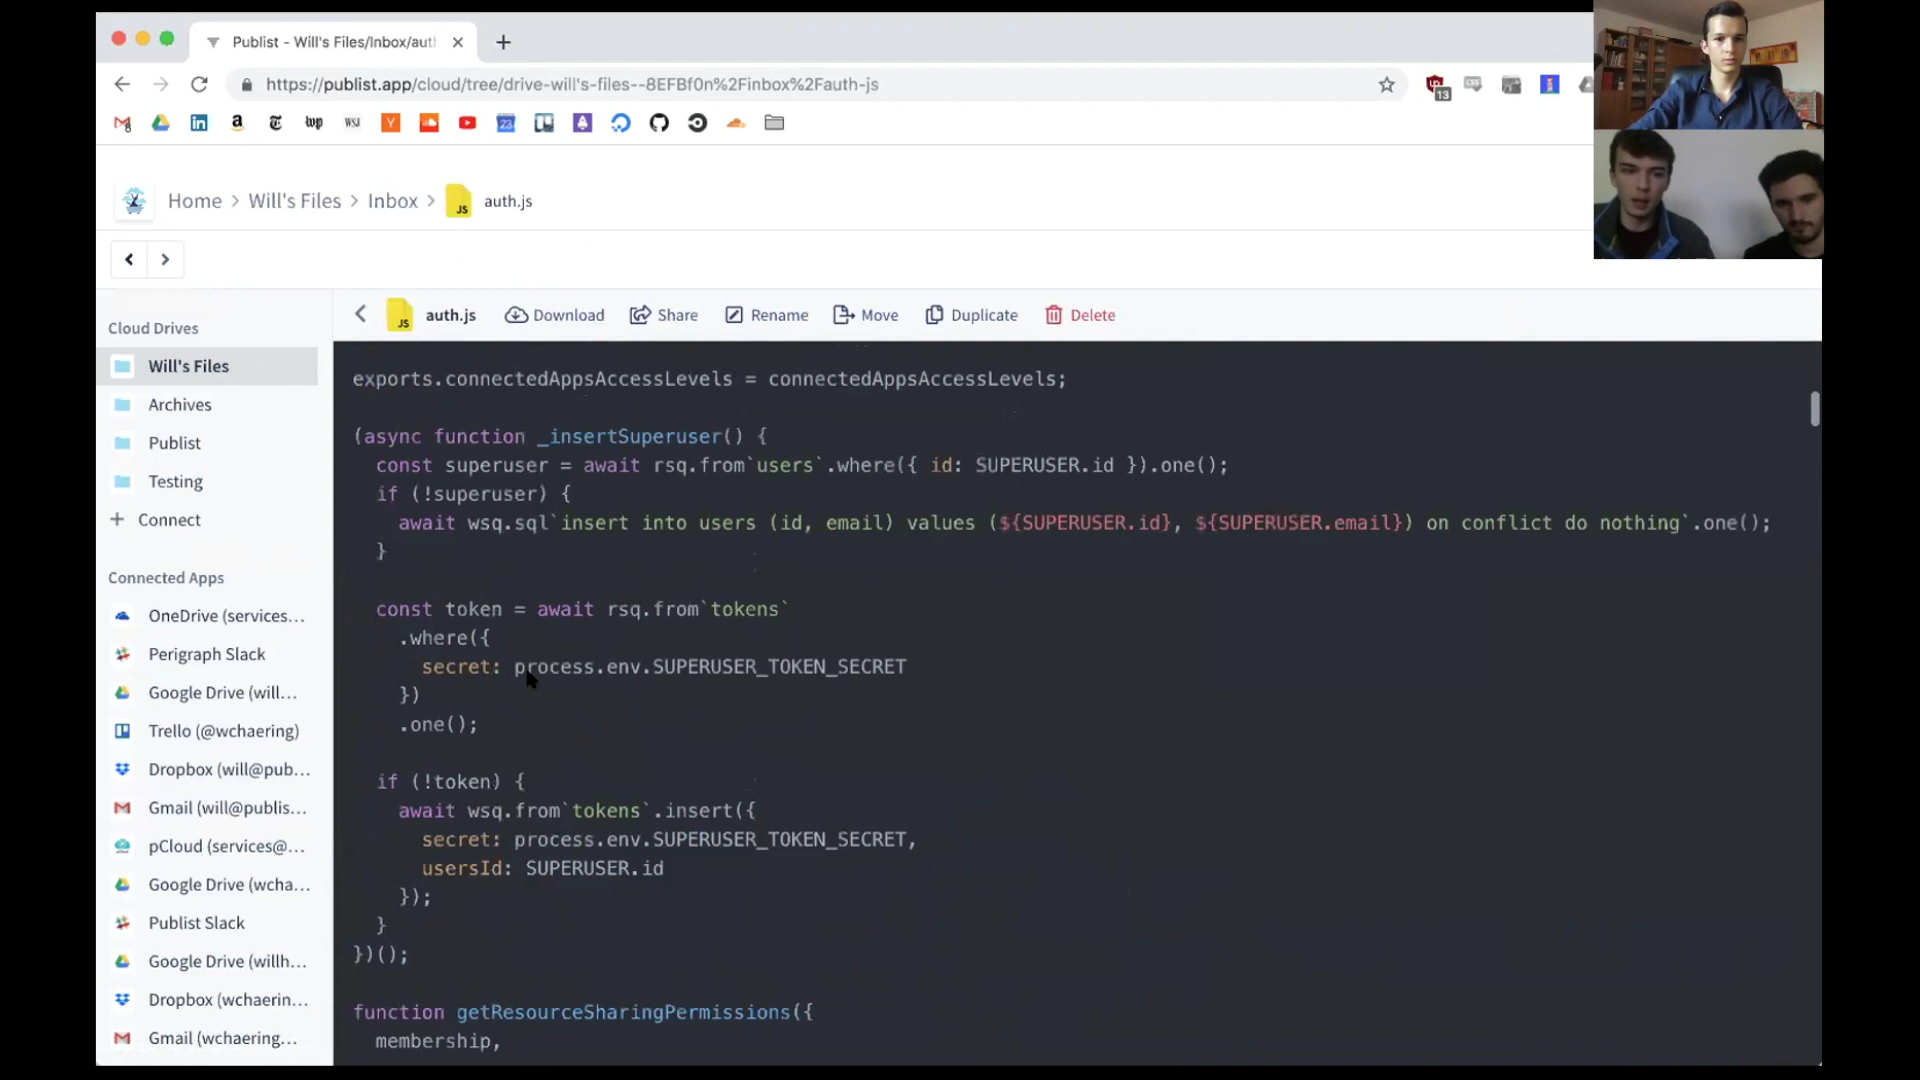 Publist - Will's Files/Inbox/auth
https://publist.app/cloud/tree/drive-will's-files--8EFBf0n%2Finbox%2Fauth-js
13
wp
WSJ
Y
23
Home > Will's Files > Inbox > JS auth.js
JS auth.js Download Share Rename Move Duplicate Delete
Cloud Drives
Will's Files
Archives
Publist
Testing
+ Connect
Connected Apps
OneDrive (services...
Perigraph Slack
Google Drive (will...
Trello (@wchaering)
Dropbox (will@pub...
Gmail (will@publis...
pCloud (services@...
Google Drive (wcha...
Publist Slack
Google Drive (willh...
Dropbox (wchaerin...
Gmail (wchaering...
exports.connectedAppsAccessLevels = connectedAppsAccessLevels;
(async function _insertSuperuser() {
const superuser = await rsq.from`users`.where({ id: SUPERUSER.id }).one();
if (!superuser) {
await wsq.sql`insert into users (id, email) values (${SUPERUSER.id}, ${SUPERUSER.email}) on conflict do nothing`.one();
}
const token = await rsq.from`tokens`
.where({
secret: process.env.SUPERUSER_TOKEN_SECRET
})
.one();
if (!token) {
await wsq.from`tokens`.insert({
secret: process.env.SUPERUSER_TOKEN_SECRET,
usersId: SUPERUSER.id
});
}
})();
function getResourceSharingPermissions({
membership,